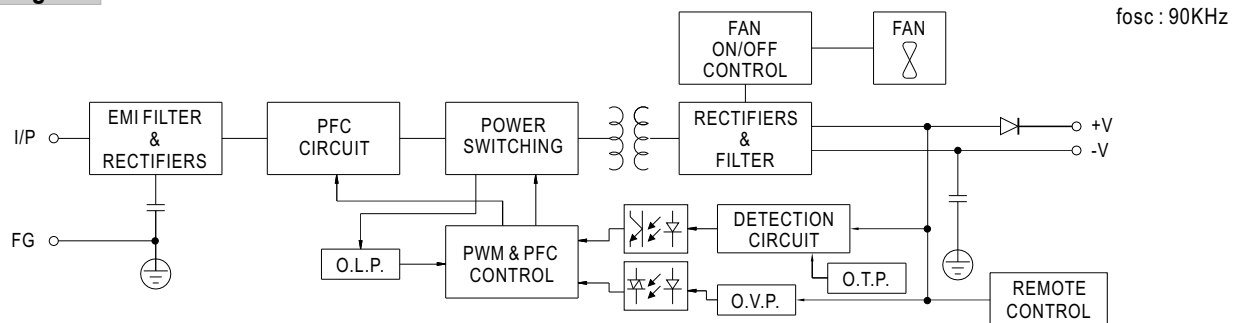 fosc : 90KHz
FAN
ON/OFF
CONTROL
FAN
I/P
EMI FILTER
&
RECTIFIERS
PFC
CIRCUIT
POWER
SWITCHING
RECTIFIERS
&
FILTER
+V
-V
FG
O.L.P.
PWM & PFC
CONTROL
DETECTION
CIRCUIT
O.T.P.
O.V.P.
REMOTE
CONTROL